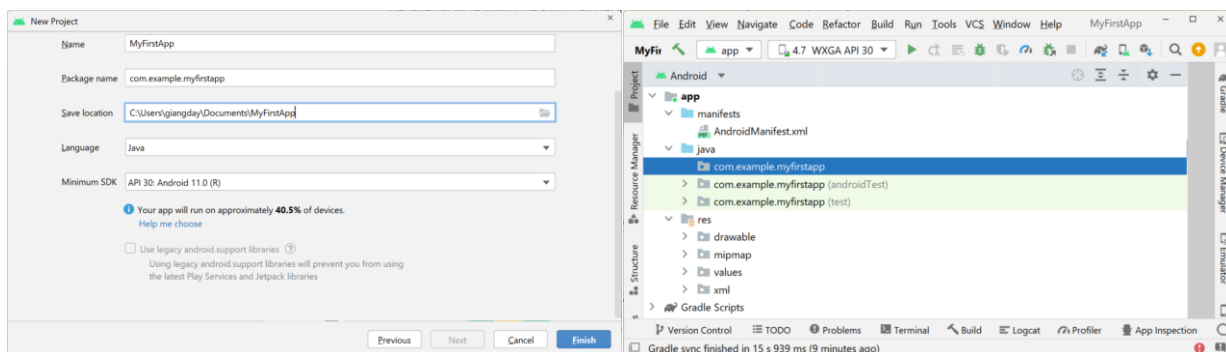 New Project
Name MyFirstApp
Package name com.example.myfirstapp
Save location C:\Users\giangday\Documents\MyFirstApp
Language Java
Minimum SDK API 30: Android 11.0 (R)
Your app will run on approximately 40.5% of devices.
Help me choose
Use legacy android.support libraries
Using legacy android.support libraries will prevent you from using
the latest Play Services and Jetpack libraries
Previous Next Cancel Finish
File Edit View Navigate Code Refactor Build Run Tools VCS Window Help MyFirstApp
MyFir app 4.7 WXGA API 30
Project
Resource Manager
Structure
Android
app
manifests
AndroidManifest.xml
java
com.example.myfirstapp
com.example.myfirstapp (androidTest)
com.example.myfirstapp (test)
res
drawable
mipmap
values
xml
Gradle Scripts
Gradle
Device Manager
Emulator
Version Control TODO Problems Terminal Build Logcat Profiler App Inspection
Gradle sync finished in 15 s 939 ms (9 minutes ago)